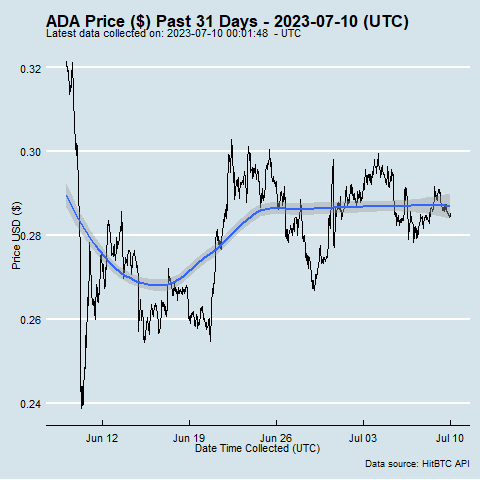 ADA Price ($) Past 31 Days - 2023-07-10 (UTC)
Latest data collected on: 2023-07-10 00:01:48 - UTC
0.32
0.30
0.28
0.26
0.24
Price USD ($)
Jun 12
Jun 19
Jun 26
Jul 03
Jul 10
Date Time Collected (UTC)
Data source: HitBTC API